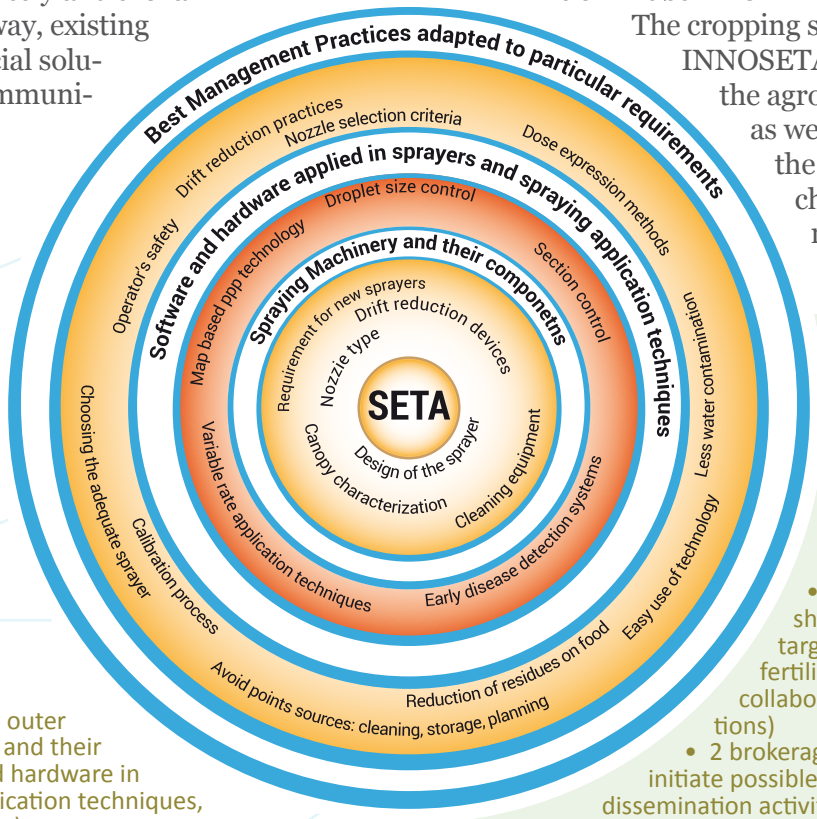 way, existing
cial solu-
mmuni-
The cropping s
INNOSETA
the agro
as we
the
ch
Best Management Practices adapted to particular requirements
Drift reduction practices
Nozzle selection criteria
Dose expression methods
Operator's safety
Less water contamination
Choosing the adequate sprayer
Calibration process
Easy use of technology
Reduction of residues on food
Avoid points sources: cleaning, storage, planning
Software and hardware applied in sprayers and spraying application techniques
Droplet size control
Map based ppp technology
Section control
Variable rate application techniques
Early disease detection systems
Spraying Machinery and their componetns
Requirement for new sprayers
Drift reduction devices
Nozzie type
SETA
Design of the sprayer
Canopy characterization
Cleaning equipment
outer
and their
d hardware in
ication techniques,
•
sh
targ
fertili
collabo
tions)
• 2 brokerag
initiate possible
dissemination activi